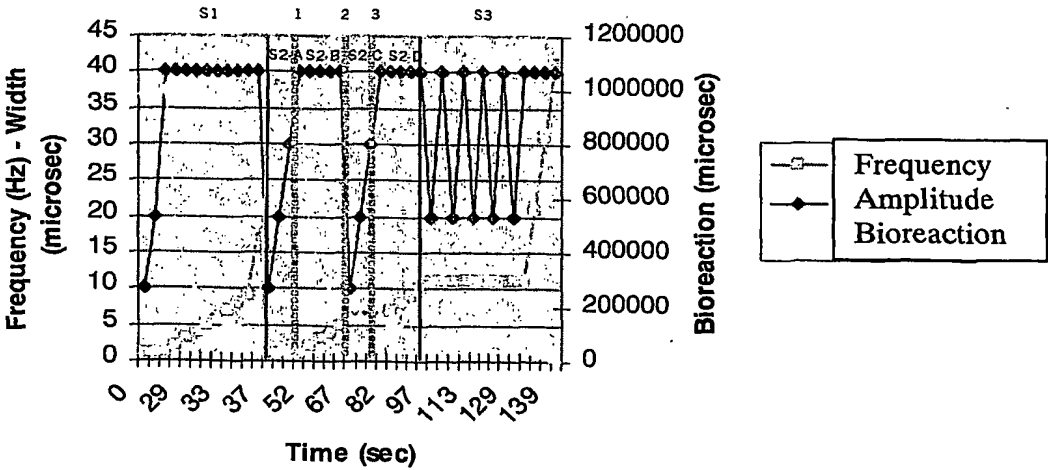 S1 1 2 3 S3
S2 A S2 B S2 C S2 D
45
40
35
30
25
20
15
10
5
0
Frequency (Hz) - Width
(microsec)
1200000
1000000
800000
600000
400000
200000
0
Bioreaction (microsec)
0 29 33 37 52 67 82 97 113 129 139
Time (sec)
Frequency
Amplitude
Bioreaction